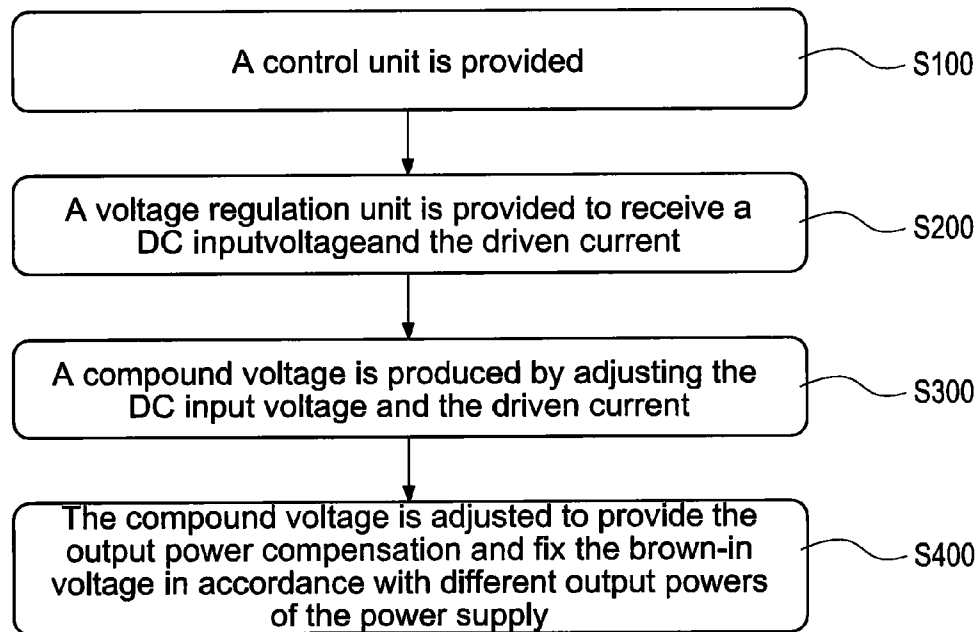 A control unit is provided
S100
A voltage regulation unit is provided to receive a
DC inputvoltageand the driven current
S200
A compound voltage is produced by adjusting the
DC input voltage and the driven current
S300
The compound voltage is adjusted to provide the
output power compensation and fix the brown-in
voltage in accordance with different output powers
of the power supply
S400